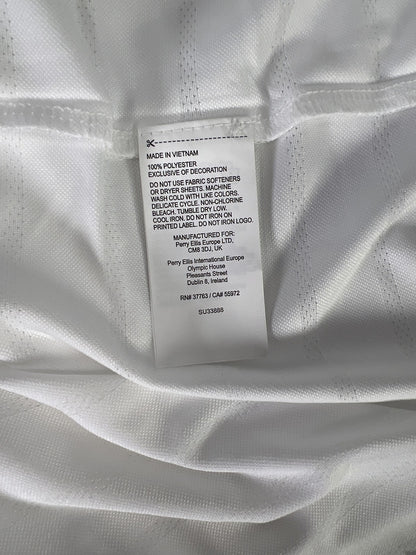 MADE IN VIETNAM
100% POLYESTER
EXCLUSIVE OF DECORATION
DO NOT USE FABRIC SOFTENERS
OR DRYER SHEETS. MACHINE
WASH COLD WITH LIKE COLORS.
DELICATE CYCLE. NON-CHLORINE
BLEACH. TUMBLE DRY LOW.
COOL IRON. DO NOT IRON ON
PRINTED LABEL. DO NOT IRON LOGO.
MANUFACTURED FOR:
Perry Ellis Europe LTD,
CM8 3DJ, UK
Perry Ellis International Europe
Olympic House
Pleasants Street
Dublin 8, Ireland
RN# 37763 / CA# 55972
SU33888